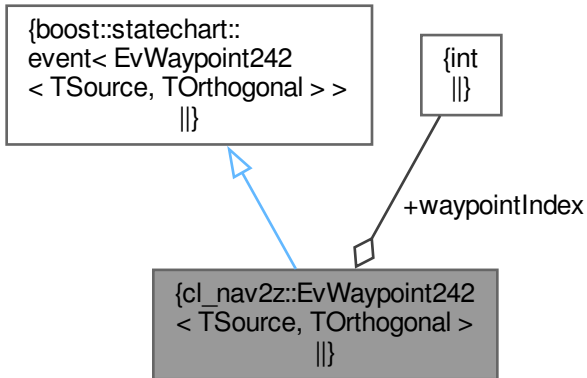 {boost::statechart::
event< EvWaypoint242
< TSource, TOrthogonal > >
||}
{int
||}
+waypointIndex
{cl_nav2z::EvWaypoint242
< TSource, TOrthogonal >
||}